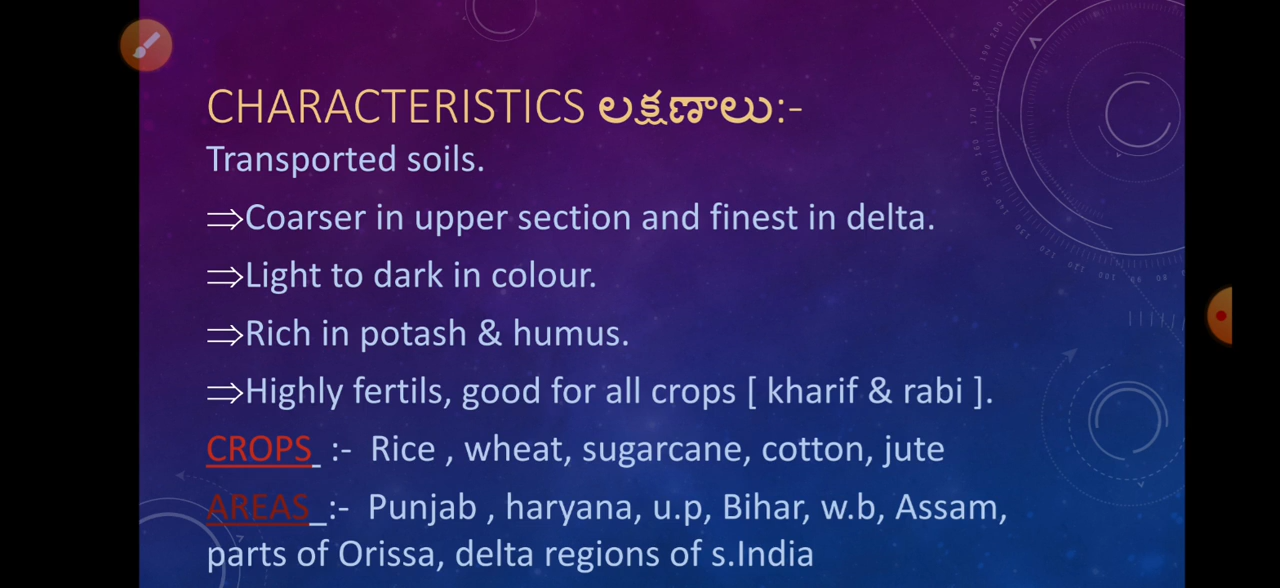 CHARACTERISTICS లక్షణాలు:-
Transported soils.
⇒Coarser in upper section and finest in delta.
⇒Light to dark in colour.
⇒Rich in potash & humus.
⇒Highly fertils, good for all crops [ kharif & rabi ].
CROPS :- Rice , wheat, sugarcane, cotton, jute
AREAS :- Punjab , haryana, u.p, Bihar, w.b, Assam,
parts of Orissa, delta regions of s.India